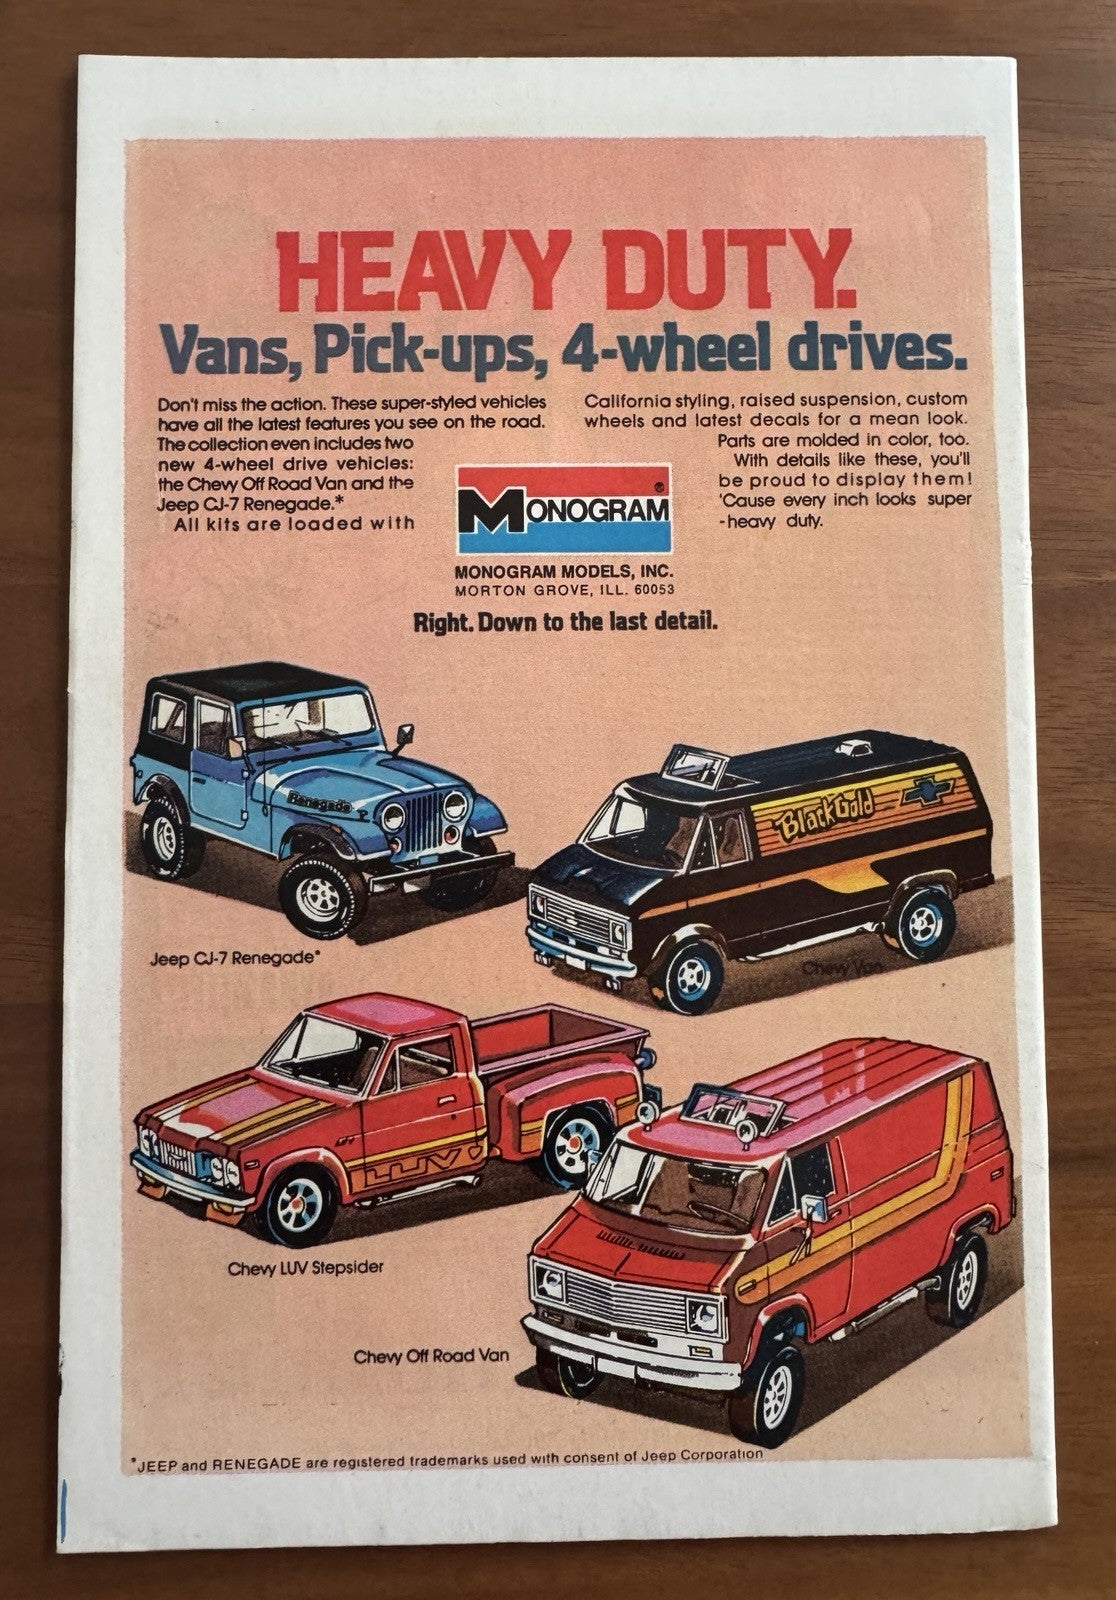 HEAVY DUTY.
Vans, Pick-ups, 4-wheel drives.
Don't miss the action. These super-styled vehicles
have all the latest features you see on the road.
The collection even includes two
new 4-wheel drive vehicles:
the Chevy Off Road Van and the
Jeep CJ-7 Renegade.*
All kits are loaded with
California styling, raised suspension, custom
wheels and latest decals for a mean look.
Parts are molded in color, too.
With details like these, you'll
be proud to display them!
'Cause every inch looks super
-heavy duty.
MONOGRAM®
MONOGRAM MODELS, INC.
MORTON GROVE, ILL. 60053
Right. Down to the last detail.
Renegade
Jeep CJ-7 Renegade*
Black Gold
Chevy Van
LUV
Chevy LUV Stepsider
Chevy Off Road Van
*JEEP and RENEGADE are registered trademarks used with consent of Jeep Corporation